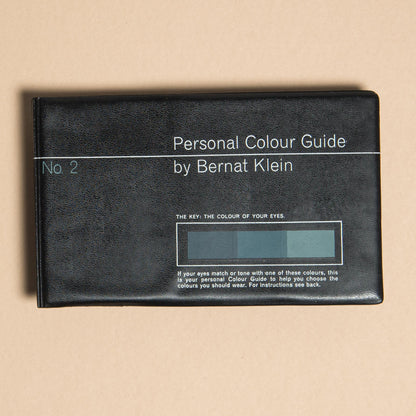 Personal Colour Guide
No 2
by Bernat Klein
THE KEY: THE COLOUR OF YOUR EYES.
If your eyes match or tone with one of these colours, this
is your personal Colour Guide to help you choose the
colours you should wear. For instructions see back.